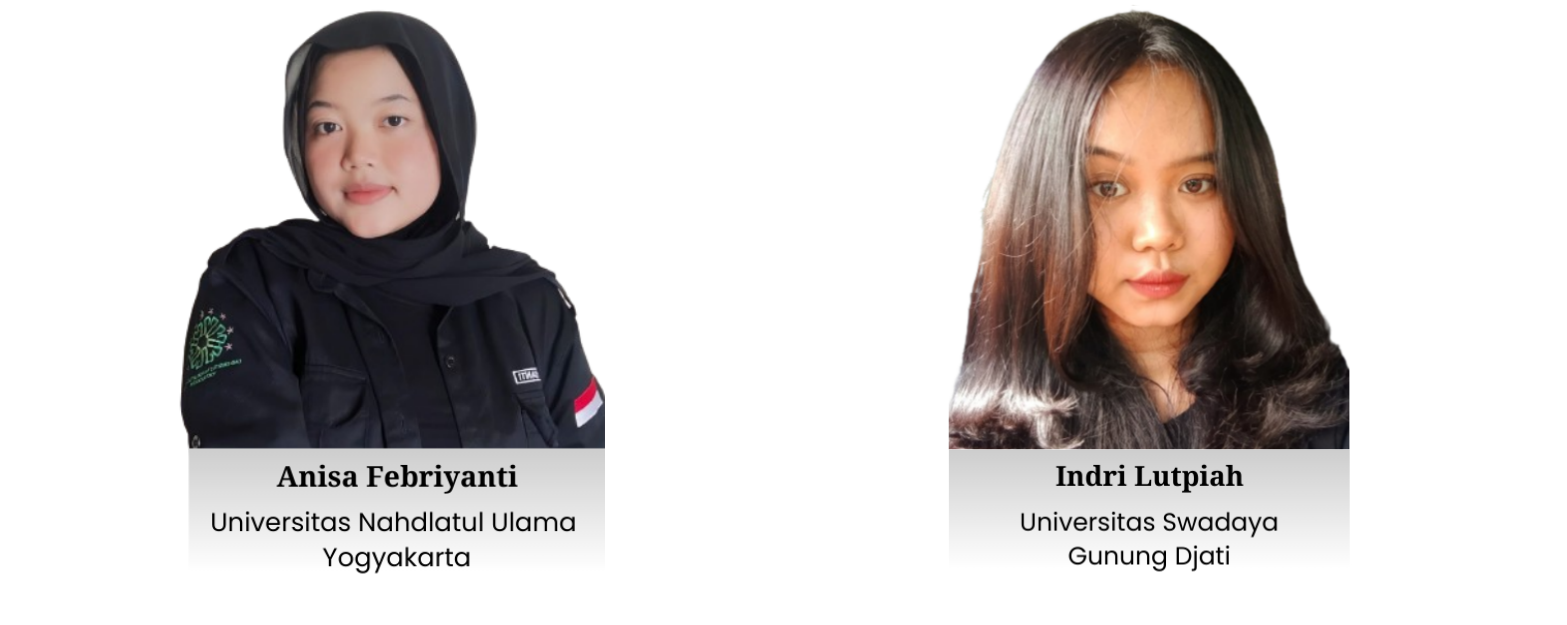 Anisa Febriyanti
Universitas Nahdlatul Ulama
Yogyakarta
Indri Lutpiah
Universitas Swadaya
Gunung Djati